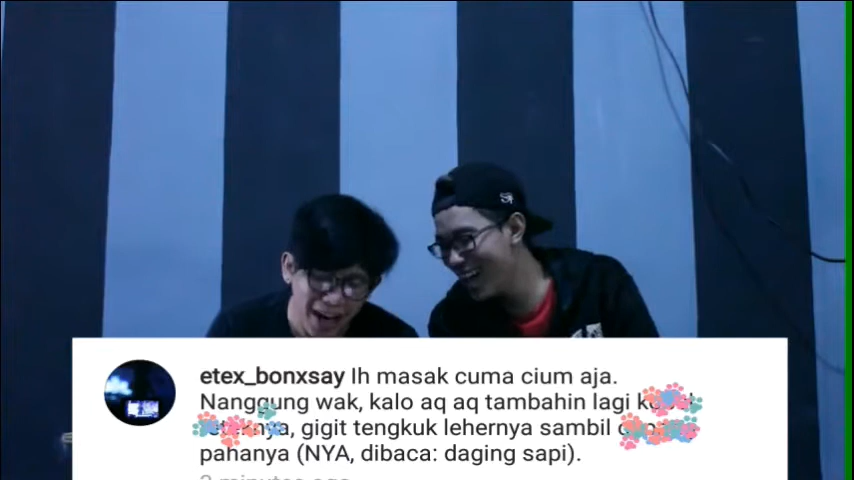 etex_bonxsay Ih masak cuma cium aja.
Nanggung wak, kalo aq aq tambahin lagi
gigit tengkuk lehernya sambil
pahanya (NYA, dibaca: daging sapi).